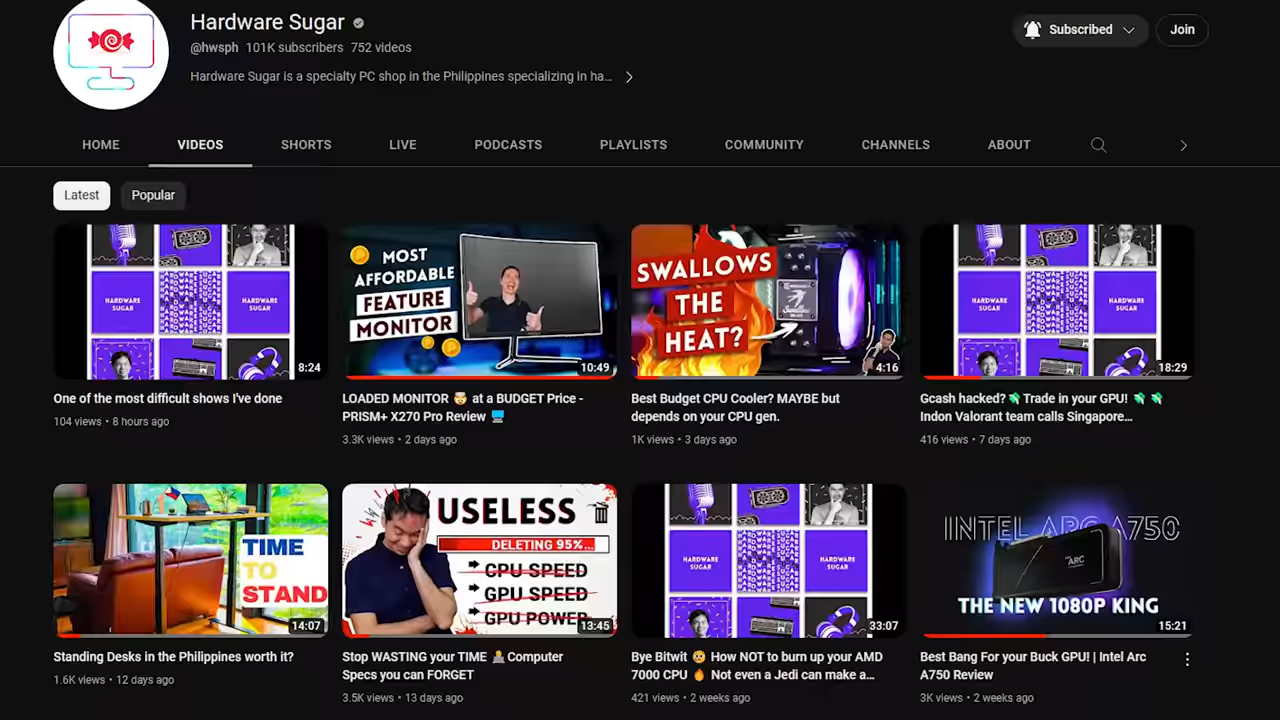 Hardware Sugar
@hwsph 101K subscribers 752 videos
Hardware Sugar is a specialty PC shop in the Philippines specializing in ha...
Subscribed
Join
HOME
VIDEOS
SHORTS
LIVE
PODCASTS
PLAYLISTS
COMMUNITY
CHANNELS
ABOUT
Latest
Popular
HARDWARE
SUGAR
HARDWARE
SUGAR
8:24
One of the most difficult shows I've done
104 views • 8 hours ago
MOST
AFFORDABLE
FEATURE
MONITOR
10:49
LOADED MONITOR 🤯 at a BUDGET Price -
PRISM+ X270 Pro Review 🖥️
3.3K views • 2 days ago
SWALLOWS
THE
HEAT?
4:16
Best Budget CPU Cooler? MAYBE but
depends on your CPU gen.
1K views • 3 days ago
HARDWARE
SUGAR
HARDWARE
SUGAR
18:29
Gcash hacked? 💸 Trade in your GPU! 💸 💸
Indon Valorant team calls Singapore...
416 views • 7 days ago
TIME
TO
STAND
14:07
Standing Desks in the Philippines worth it?
1.6K views • 12 days ago
USELESS
DELETING 95%...
CPU SPEED
GPU SPEED
GPU POWER
13:45
Stop WASTING your TIME 🧑‍💻 Computer
Specs you can FORGET
3.5K views • 13 days ago
HARDWARE
SUGAR
HARDWARE
SUGAR
33:07
Bye Bitwit 😢 How NOT to burn up your AMD
7000 CPU 🔥 Not even a Jedi can make a...
421 views • 2 weeks ago
INTEL ARC A750
ARC
THE NEW 1080P KING
15:21
Best Bang For your Buck GPU! | Intel Arc
A750 Review
3K views • 2 weeks ago